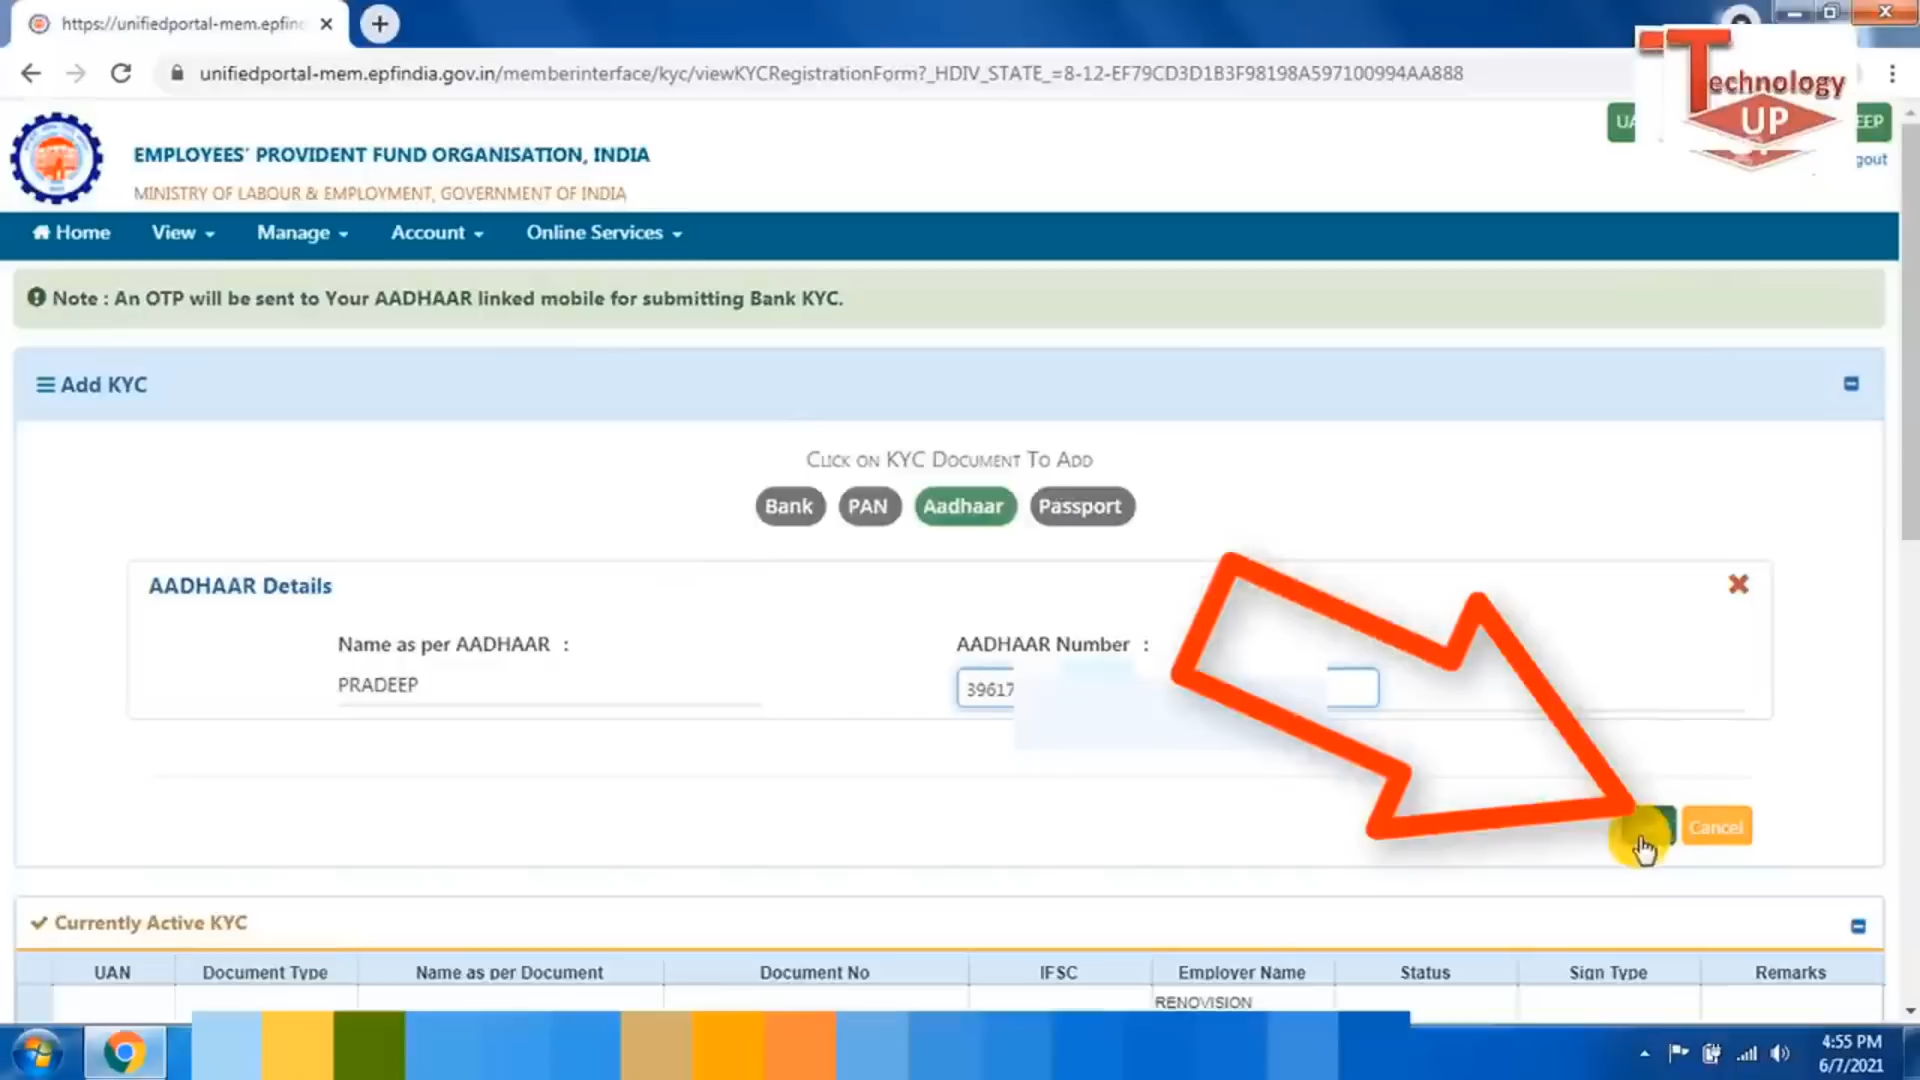 https://unifiedportal-mem.epfinc
unifiedportal-mem.epfindia.gov.in/memberinterface/kyc/viewKYCRegistrationForm?_HDIV_STATE_=8-12-EF79CD3D1B3F98198A597100994AA888
Technology
UP
UA
EEP
gout
EMPLOYEES' PROVIDENT FUND ORGANISATION, INDIA
MINISTRY OF LABOUR & EMPLOYMENT, GOVERNMENT OF INDIA
Home View Manage Account Online Services
Note : An OTP will be sent to Your AADHAAR linked mobile for submitting Bank KYC.
Add KYC
CLICK ON KYC DOCUMENT TO ADD
Bank PAN Aadhaar Passport
AADHAAR Details
Name as per AADHAAR :
AADHAAR Number :
PRADEEP
39617
Cancel
Currently Active KYC
UAN Document Type Name as per Document Document No IFSC Employer Name Status Sign Type Remarks
RENOVISION
4:55 PM
6/7/2021